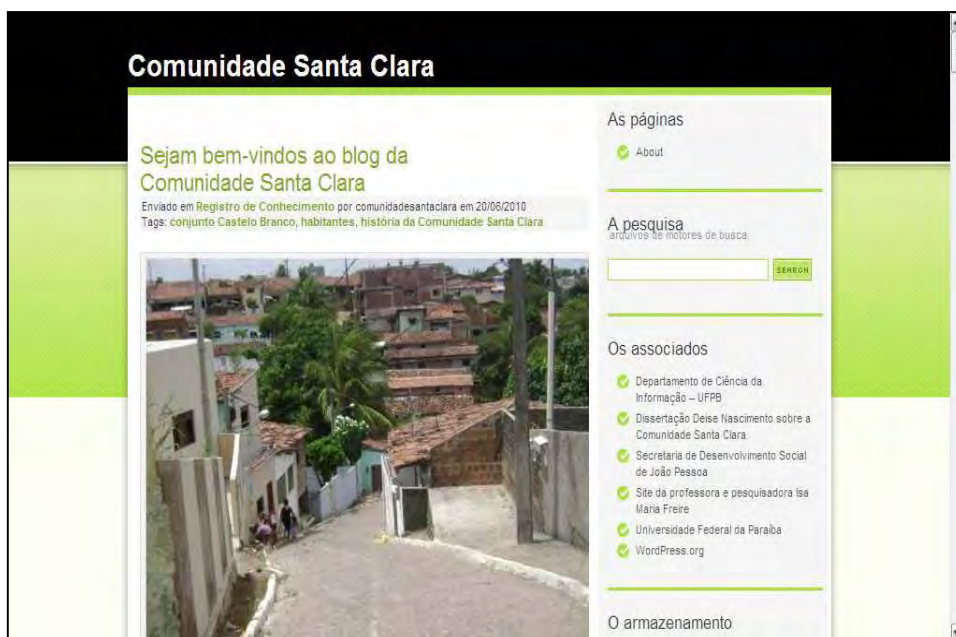 Comunidade Santa Clara
Sejam bem-vindos ao blog da
Comunidade Santa Clara
Enviado em Registro de Conhecimento por comunidadesantaclara em 20/06/2010
Tags: conjunto Castelo Branco, habitantes, história da Comunidade Santa Clara
As páginas
About
A pesquisa
arquivos de motores de busca
SEARCH
Os associados
Departamento de Ciência da
Informação – UFPB
Dissertação Deise Nascimento sobre a
Comunidade Santa Clara
Secretaria de Desenvolvimento Social
de João Pessoa
Site da professora e pesquisadora Isa
Maria Freire
Universidade Federal da Paraíba
WordPress.org
O armazenamento